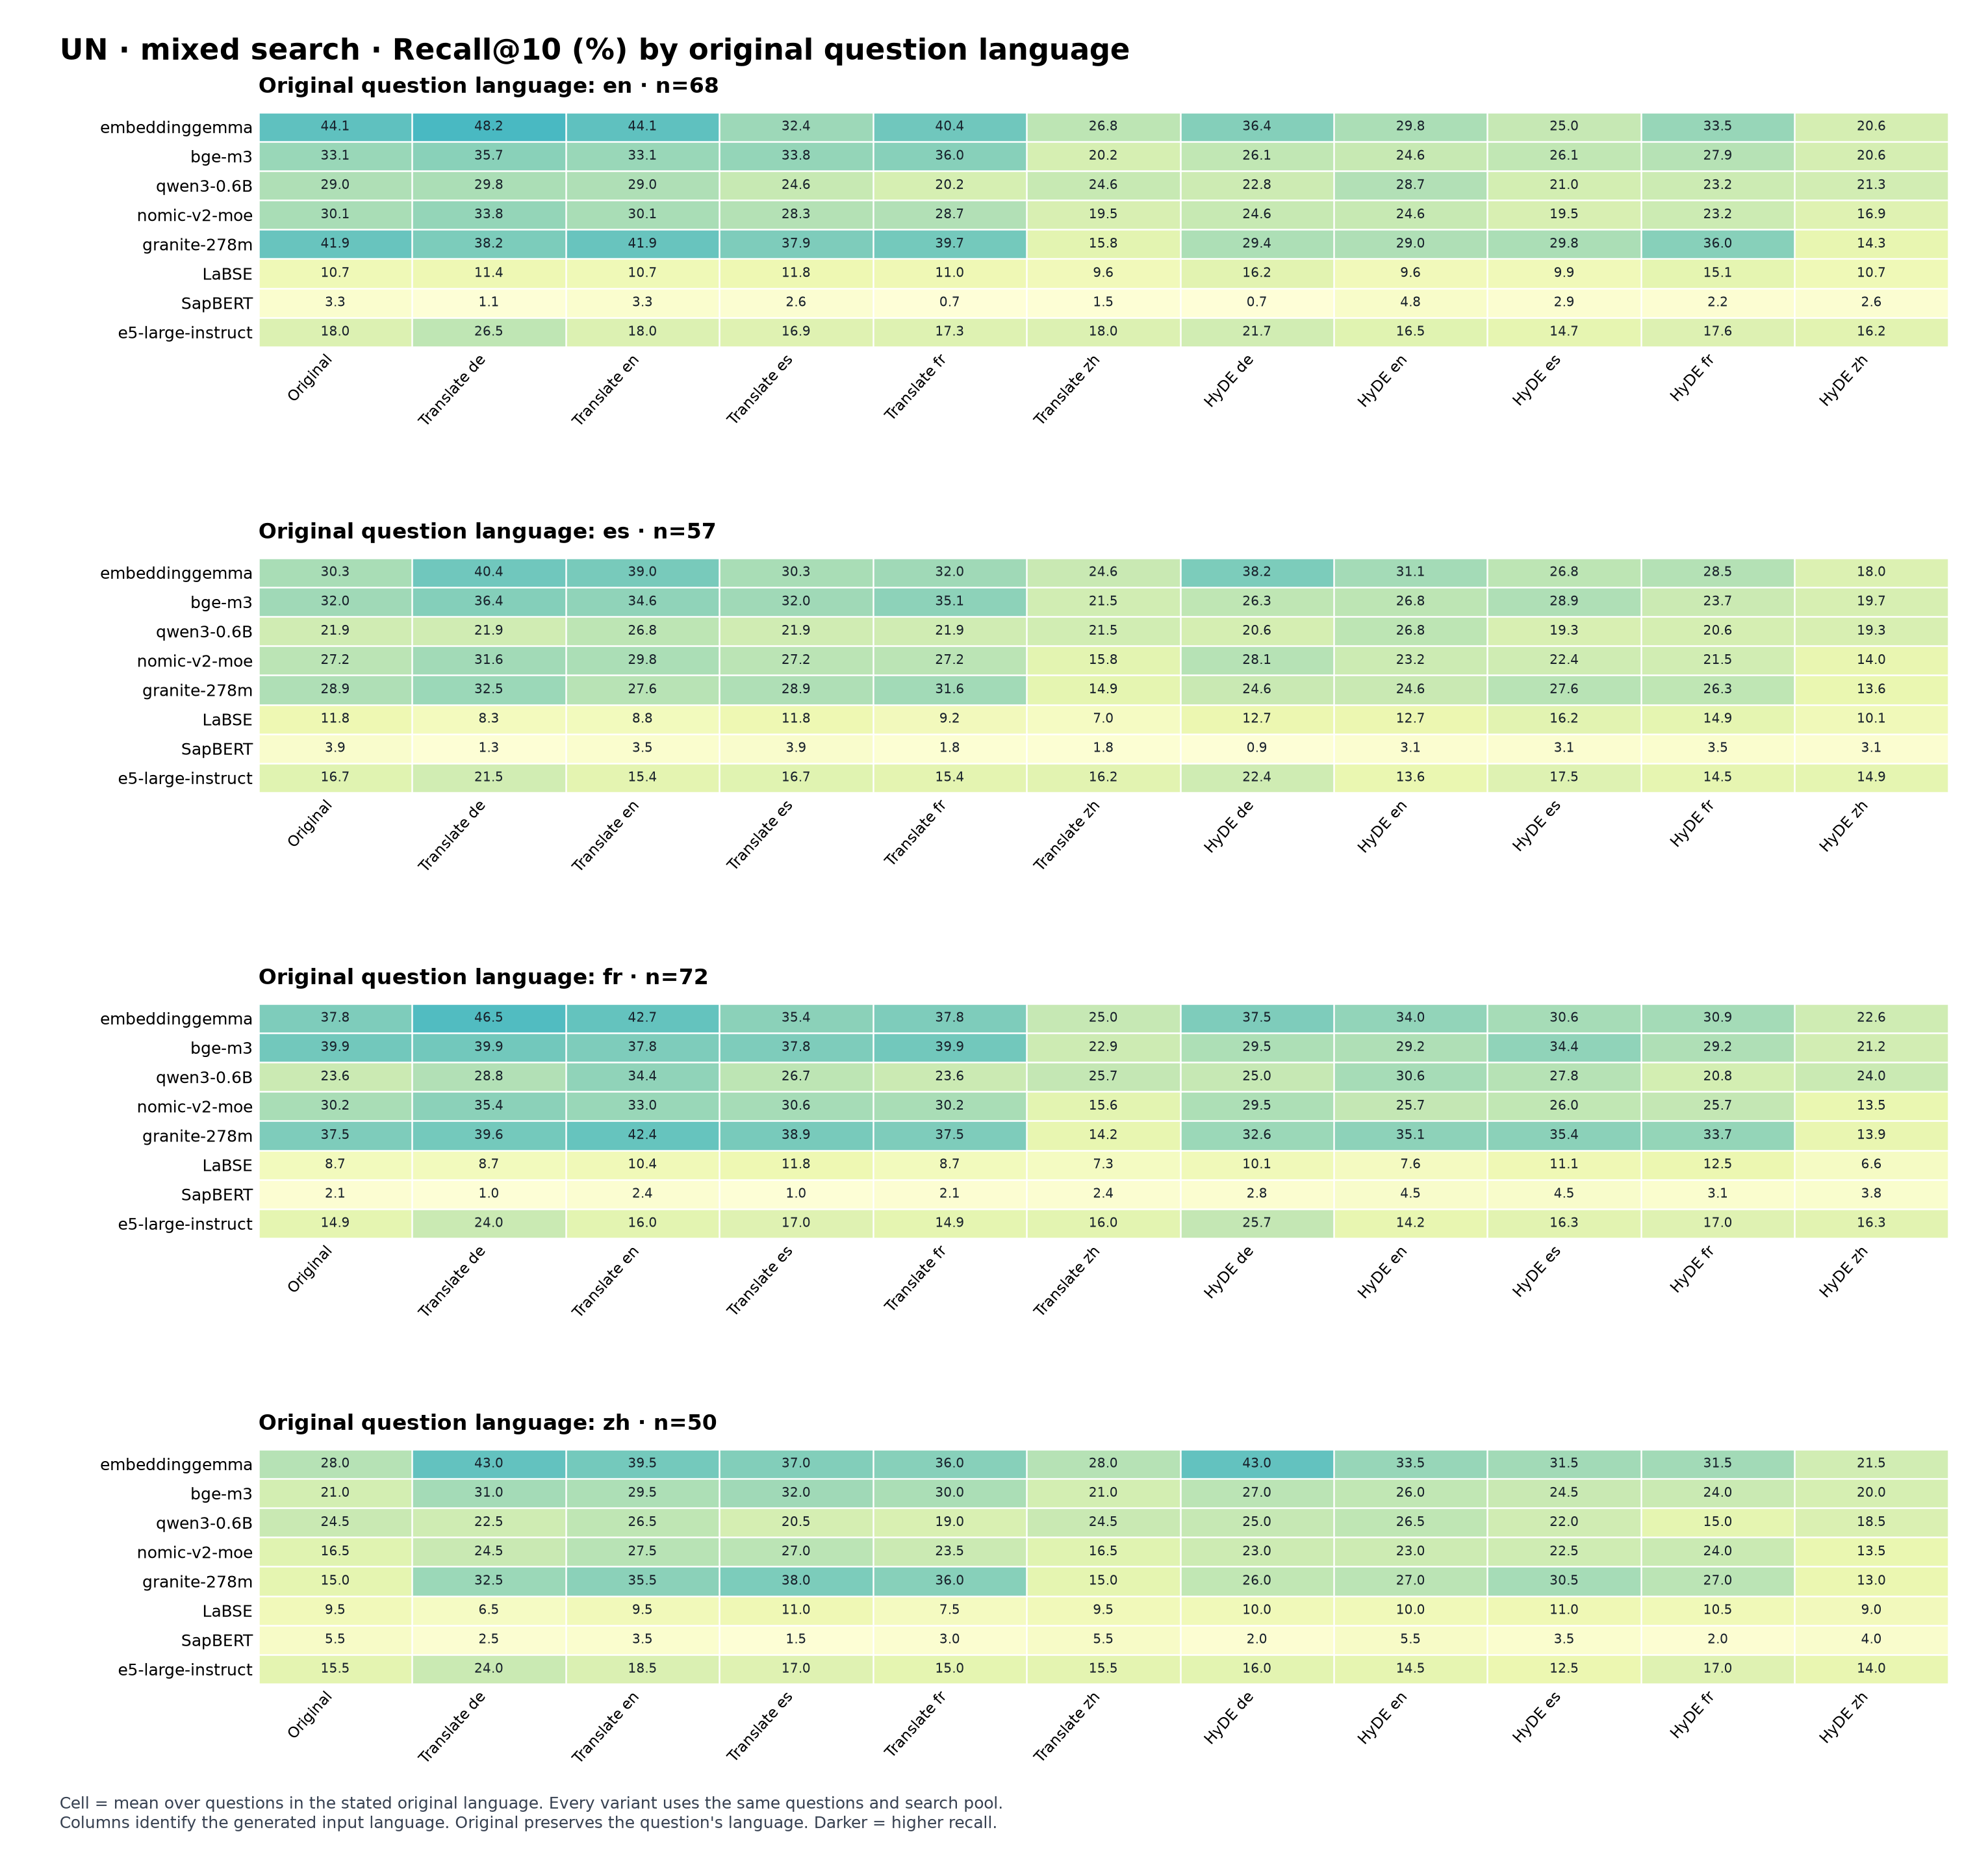 UN · mixed search · Recall@10 (%) by original question language
Original question language: en · n=68
embeddinggemma 44.1 48.2 44.1 32.4 40.4 26.8 36.4 29.8 25.0 33.5 20.6
bge-m3 33.1 35.7 33.1 33.8 36.0 20.2 26.1 24.6 26.1 27.9 20.6
qwen3-0.6B 29.0 29.8 29.0 24.6 20.2 24.6 22.8 28.7 21.0 23.2 21.3
nomic-v2-moe 30.1 33.8 30.1 28.3 28.7 19.5 24.6 24.6 19.5 23.2 16.9
granite-278m 41.9 38.2 41.9 37.9 39.7 15.8 29.4 29.0 29.8 36.0 14.3
LaBSE 10.7 11.4 10.7 11.8 11.0 9.6 16.2 9.6 9.9 15.1 10.7
SapBERT 3.3 1.1 3.3 2.6 0.7 1.5 0.7 4.8 2.9 2.2 2.6
e5-large-instruct 18.0 26.5 18.0 16.9 17.3 18.0 21.7 16.5 14.7 17.6 16.2
Original Translate de Translate en Translate es Translate fr Translate zh HyDE de HyDE en HyDE es HyDE fr HyDE zh
Original question language: es · n=57
embeddinggemma 30.3 40.4 39.0 30.3 32.0 24.6 38.2 31.1 26.8 28.5 18.0
bge-m3 32.0 36.4 34.6 32.0 35.1 21.5 26.3 26.8 28.9 23.7 19.7
qwen3-0.6B 21.9 21.9 26.8 21.9 21.9 21.5 20.6 26.8 19.3 20.6 19.3
nomic-v2-moe 27.2 31.6 29.8 27.2 27.2 15.8 28.1 23.2 22.4 21.5 14.0
granite-278m 28.9 32.5 27.6 28.9 31.6 14.9 24.6 24.6 27.6 26.3 13.6
LaBSE 11.8 8.3 8.8 11.8 9.2 7.0 12.7 12.7 16.2 14.9 10.1
SapBERT 3.9 1.3 3.5 3.9 1.8 1.8 0.9 3.1 3.1 3.5 3.1
e5-large-instruct 16.7 21.5 15.4 16.7 15.4 16.2 22.4 13.6 17.5 14.5 14.9
Original Translate de Translate en Translate es Translate fr Translate zh HyDE de HyDE en HyDE es HyDE fr HyDE zh
Original question language: fr · n=72
embeddinggemma 37.8 46.5 42.7 35.4 37.8 25.0 37.5 34.0 30.6 30.9 22.6
bge-m3 39.9 39.9 37.8 37.8 39.9 22.9 29.5 29.2 34.4 29.2 21.2
qwen3-0.6B 23.6 28.8 34.4 26.7 23.6 25.7 25.0 30.6 27.8 20.8 24.0
nomic-v2-moe 30.2 35.4 33.0 30.6 30.2 15.6 29.5 25.7 26.0 25.7 13.5
granite-278m 37.5 39.6 42.4 38.9 37.5 14.2 32.6 35.1 35.4 33.7 13.9
LaBSE 8.7 8.7 10.4 11.8 8.7 7.3 10.1 7.6 11.1 12.5 6.6
SapBERT 2.1 1.0 2.4 1.0 2.1 2.4 2.8 4.5 4.5 3.1 3.8
e5-large-instruct 14.9 24.0 16.0 17.0 14.9 16.0 25.7 14.2 16.3 17.0 16.3
Original Translate de Translate en Translate es Translate fr Translate zh HyDE de HyDE en HyDE es HyDE fr HyDE zh
Original question language: zh · n=50
embeddinggemma 28.0 43.0 39.5 37.0 36.0 28.0 43.0 33.5 31.5 31.5 21.5
bge-m3 21.0 31.0 29.5 32.0 30.0 21.0 27.0 26.0 24.5 24.0 20.0
qwen3-0.6B 24.5 22.5 26.5 20.5 19.0 24.5 25.0 26.5 22.0 15.0 18.5
nomic-v2-moe 16.5 24.5 27.5 27.0 23.5 16.5 23.0 23.0 22.5 24.0 13.5
granite-278m 15.0 32.5 35.5 38.0 36.0 15.0 26.0 27.0 30.5 27.0 13.0
LaBSE 9.5 6.5 9.5 11.0 7.5 9.5 10.0 10.0 11.0 10.5 9.0
SapBERT 5.5 2.5 3.5 1.5 3.0 5.5 2.0 5.5 3.5 2.0 4.0
e5-large-instruct 15.5 24.0 18.5 17.0 15.0 15.5 16.0 14.5 12.5 17.0 14.0
Original Translate de Translate en Translate es Translate fr Translate zh HyDE de HyDE en HyDE es HyDE fr HyDE zh
Cell = mean over questions in the stated original language. Every variant uses the same questions and search pool.
Columns identify the generated input language. Original preserves the question's language. Darker = higher recall.